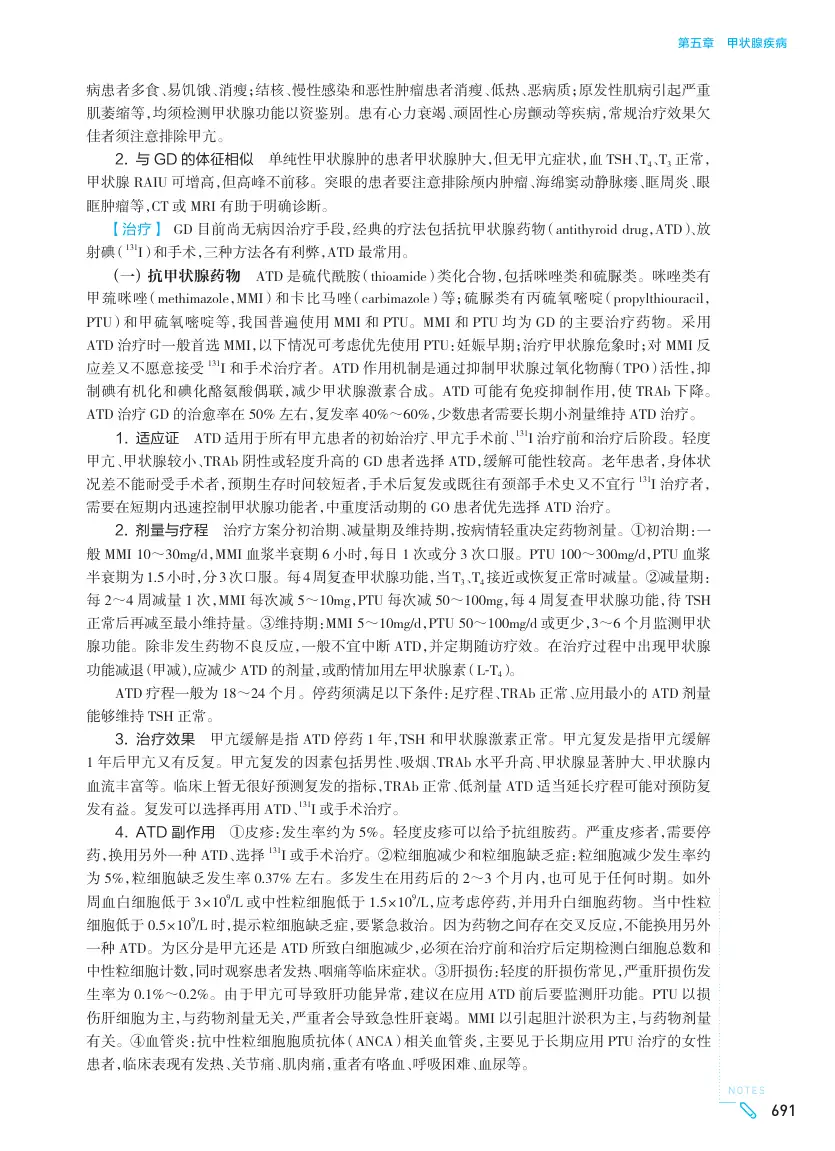 第五章 甲状腺疾病
病患者多食、易饥饿、消瘦；结核、慢性感染和恶性肿瘤患者消瘦、低热、恶病质；原发性肌病引起严重
肌萎缩等，均须检测甲状腺功能以资鉴别。患有心力衰竭、顽固性心房颤动等疾病，常规治疗效果欠
佳者须注意排除甲亢。
2. 与 GD 的体征相似 单纯性甲状腺肿的患者甲状腺肿大，但无甲亢症状，血 TSH、T₄、T₃ 正常，
甲状腺 RAIU 可增高，但高峰不前移。突眼的患者要注意排除颅内肿瘤、海绵窦动静脉瘘、眶周炎、眼
眶肿瘤等，CT 或 MRI 有助于明确诊断。
【治疗】 GD 目前尚无病因治疗手段，经典的疗法包括抗甲状腺药物（antithyroid drug，ATD）、放
射碘（¹³¹I）和手术，三种方法各有利弊，ATD 最常用。
（一）抗甲状腺药物 ATD 是硫代酰胺（thioamide）类化合物，包括咪唑类和硫脲类。咪唑类有
甲巯咪唑（methimazole，MMI）和卡比马唑（carbimazole）等；硫脲类有丙硫氧嘧啶（propylthiouracil，
PTU）和甲硫氧嘧啶等，我国普遍使用 MMI 和 PTU。MMI 和 PTU 均为 GD 的主要治疗药物。采用
ATD 治疗时一般首选 MMI，以下情况可考虑优先使用 PTU：妊娠早期；治疗甲状腺危象时；对 MMI 反
应差又不愿意接受 ¹³¹I 和手术治疗者。ATD 作用机制是通过抑制甲状腺过氧化物酶（TPO）活性，抑
制碘有机化和碘化酪氨酸偶联，减少甲状腺激素合成。ATD 可能有免疫抑制作用，使 TRAb 下降。
ATD 治疗 GD 的治愈率在 50% 左右，复发率 40%～60%，少数患者需要长期小剂量维持 ATD 治疗。
1. 适应证 ATD 适用于所有甲亢患者的初始治疗、甲亢手术前、¹³¹I 治疗前和治疗后阶段。轻度
甲亢、甲状腺较小、TRAb 阴性或轻度升高的 GD 患者选择 ATD，缓解可能性较高。老年患者，身体状
况差不能耐受手术者，预期生存时间较短者，手术后复发或既往有颈部手术史又不宜行 ¹³¹I 治疗者，
需要在短期内迅速控制甲状腺功能者，中重度活动期的 GO 患者优先选择 ATD 治疗。
2. 剂量与疗程 治疗方案分初治期、减量期及维持期，按病情轻重决定药物剂量。①初治期：一
般 MMI 10～30mg/d，MMI 血浆半衰期 6 小时，每日 1 次或分 3 次口服。PTU 100～300mg/d，PTU 血浆
半衰期为 1.5 小时，分 3 次口服。每 4 周复查甲状腺功能，当 T₃、T₄ 接近或恢复正常时减量。②减量期：
每 2～4 周减量 1 次，MMI 每次减 5～10mg，PTU 每次减 50～100mg，每 4 周复查甲状腺功能，待 TSH
正常后再减至最小维持量。③维持期：MMI 5～10mg/d，PTU 50～100mg/d 或更少，3～6 个月监测甲状
腺功能。除非发生药物不良反应，一般不宜中断 ATD，并定期随访疗效。在治疗过程中出现甲状腺
功能减退（甲减），应减少 ATD 的剂量，或酌情加用左甲状腺素（L-T₄）。
ATD 疗程一般为 18～24 个月。停药须满足以下条件：足疗程、TRAb 正常、应用最小的 ATD 剂量
能够维持 TSH 正常。
3. 治疗效果 甲亢缓解是指 ATD 停药 1 年，TSH 和甲状腺激素正常。甲亢复发是指甲亢缓解
1 年后甲亢又有反复。甲亢复发的因素包括男性、吸烟、TRAb 水平升高、甲状腺显著肿大、甲状腺内
血流丰富等。临床上暂无很好预测复发的指标，TRAb 正常、低剂量 ATD 适当延长疗程可能对预防复
发有益。复发可以选择再用 ATD、¹³¹I 或手术治疗。
4. ATD 副作用 ①皮疹：发生率约为 5%。轻度皮疹可以给予抗组胺药。严重皮疹者，需要停
药，换用另外一种 ATD、选择 ¹³¹I 或手术治疗。②粒细胞减少和粒细胞缺乏症：粒细胞减少发生率约
为 5%，粒细胞缺乏发生率 0.37% 左右。多发生在用药后的 2～3 个月内，也可见于任何时期。如外
周血白细胞低于 3×10⁹/L 或中性粒细胞低于 1.5×10⁹/L，应考虑停药，并用升白细胞药物。当中性粒
细胞低于 0.5×10⁹/L 时，提示粒细胞缺乏症，要紧急救治。因为药物之间存在交叉反应，不能换用另外
一种 ATD。为区分是甲亢还是 ATD 所致白细胞减少，必须在治疗前和治疗后定期检测白细胞总数和
中性粒细胞计数，同时观察患者发热、咽痛等临床症状。③肝损伤：轻度的肝损伤常见，严重肝损伤发
生率为 0.1%～0.2%。由于甲亢可导致肝功能异常，建议在应用 ATD 前后要监测肝功能。PTU 以损
伤肝细胞为主，与药物剂量无关，严重者会导致急性肝衰竭。MMI 以引起胆汁淤积为主，与药物剂量
有关。④血管炎：抗中性粒细胞胞质抗体（ANCA）相关血管炎，主要见于长期应用 PTU 治疗的女性
患者，临床表现有发热、关节痛、肌肉痛，重者有咯血、呼吸困难、血尿等。
NOTES
691